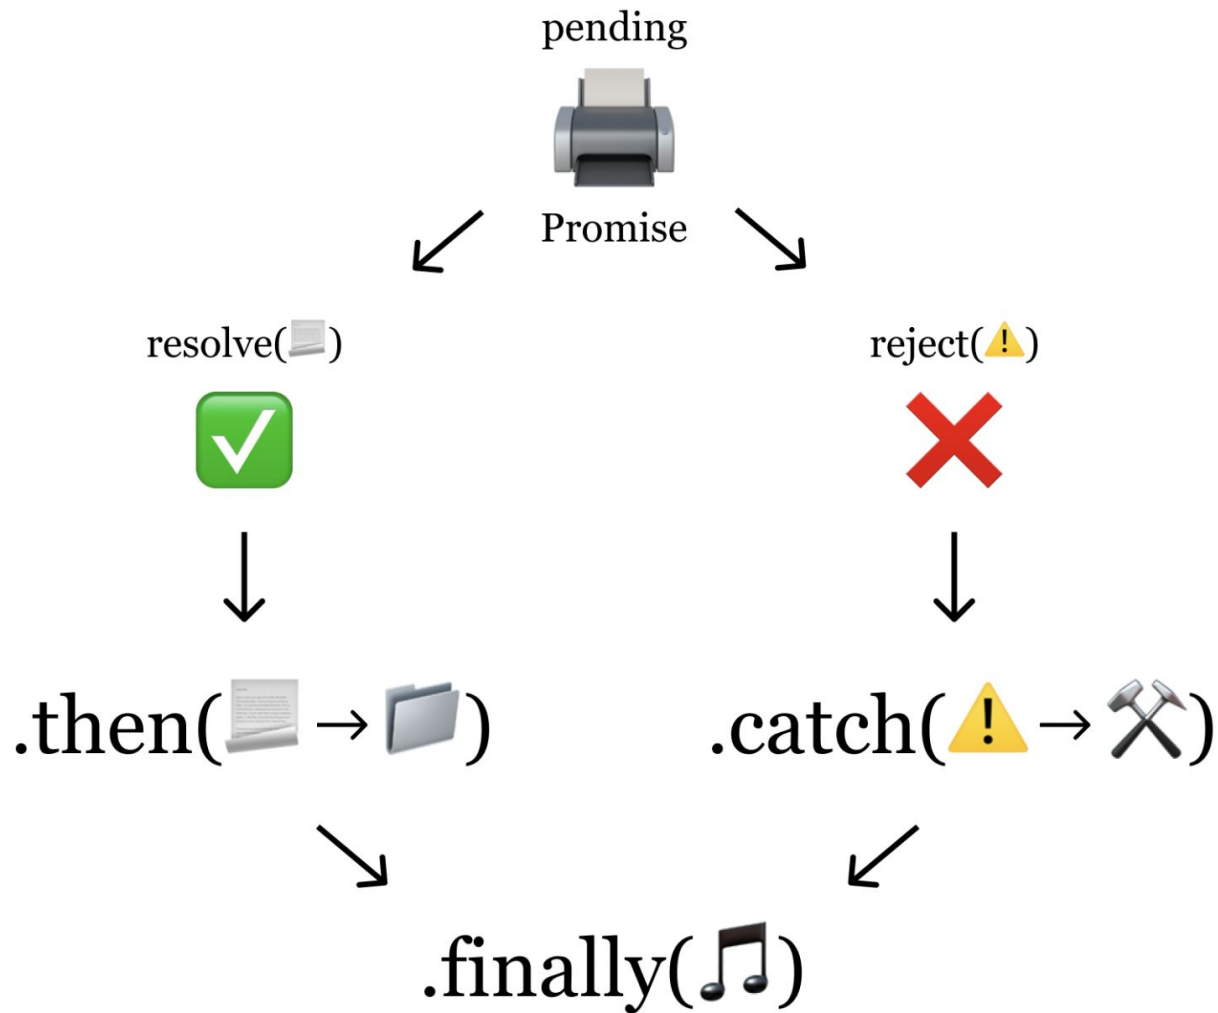 pending
Promise
resolve(📃)
reject(⚠️)
.then(📃→📁)
.catch(⚠️→⚒️)
.finally(🎵)